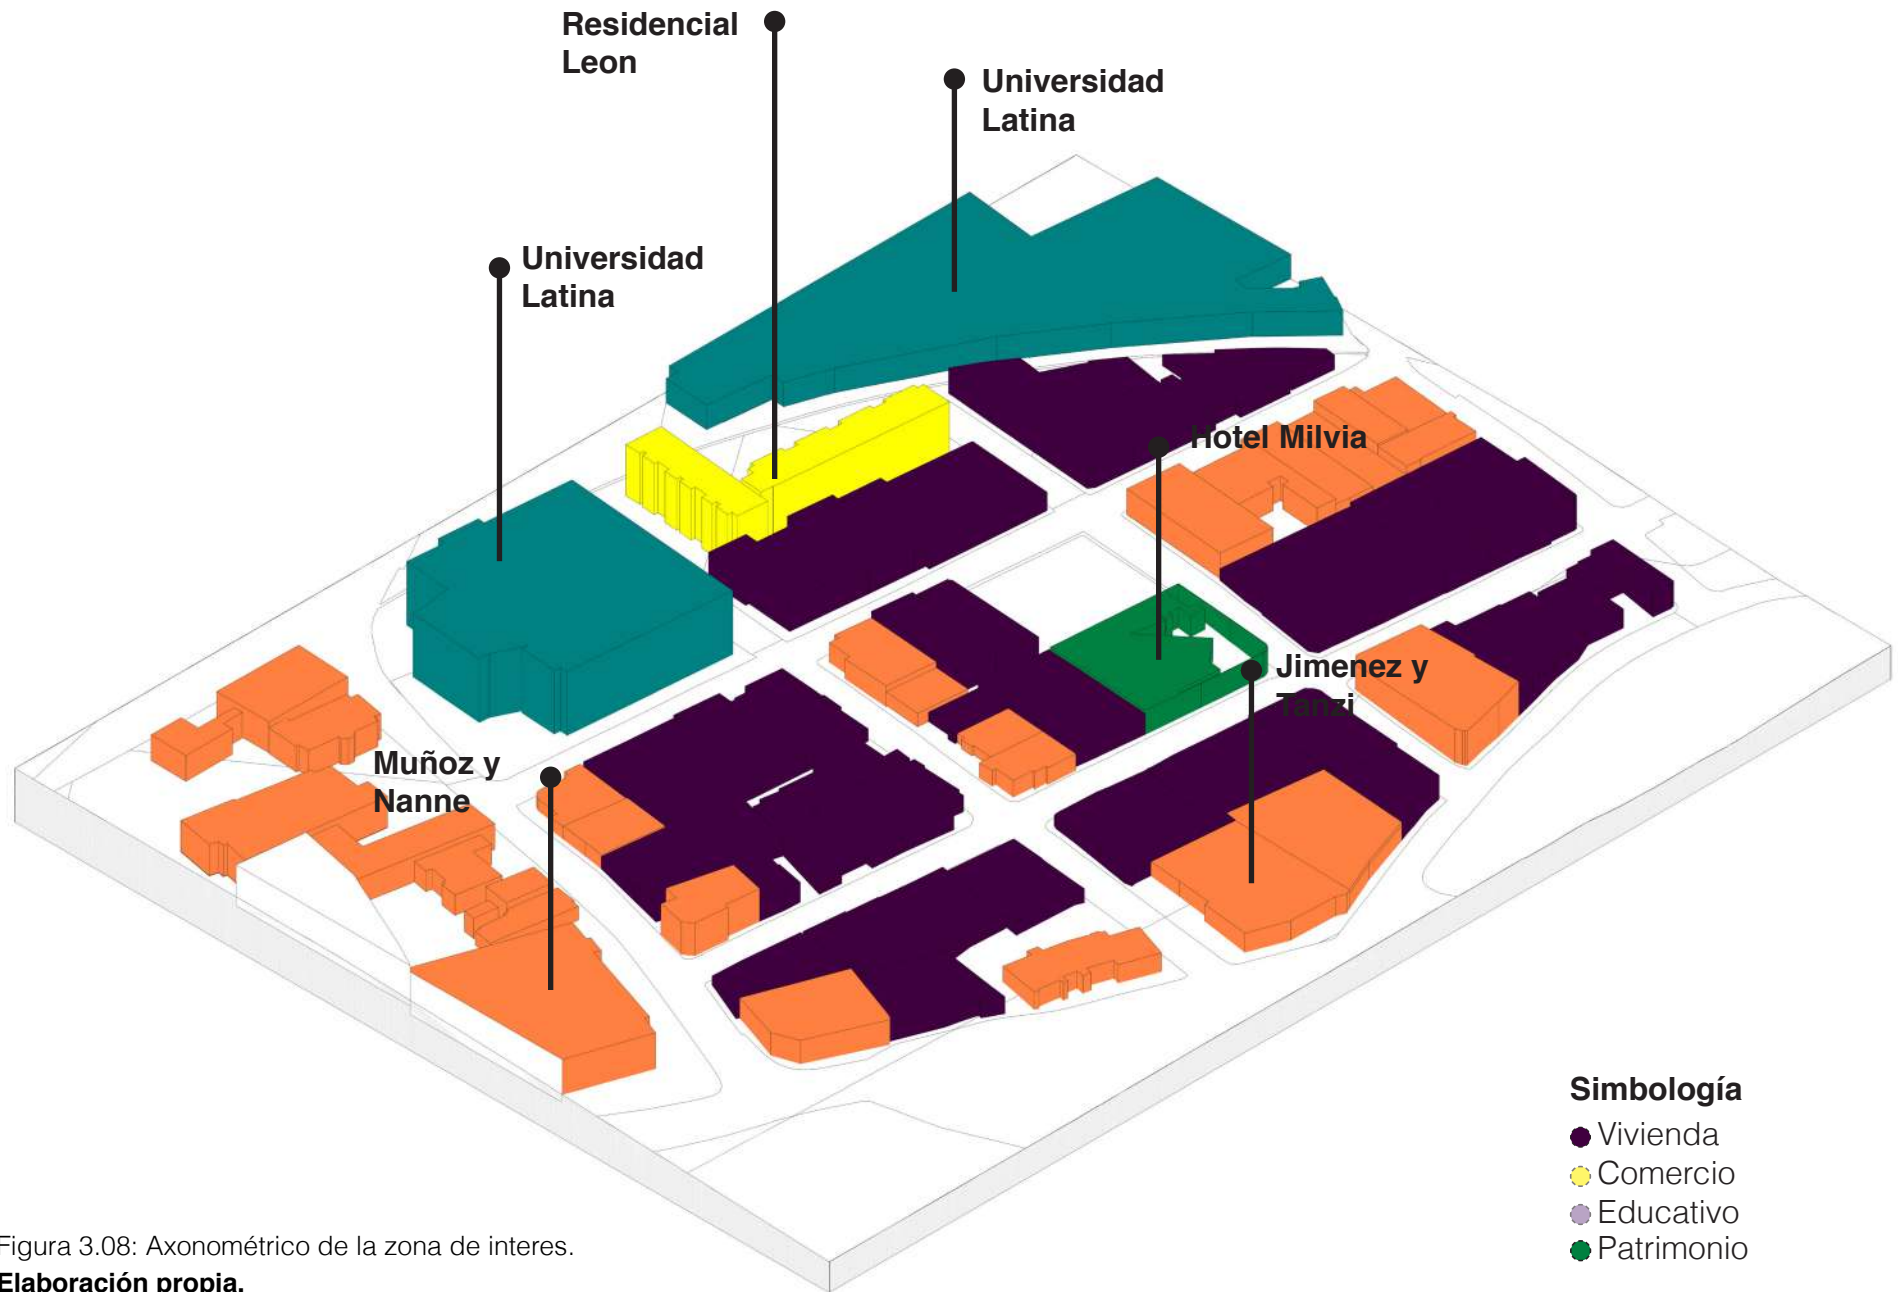 Residencial
Leon
Universidad
Latina
Universidad
Latina
Hotel Milvia
Jimenez y
Tanzi
Muñoz y
Nanne
Simbología
Vivienda
Comercio
Educativo
Patrimonio
Figura 3.08: Axonométrico de la zona de interes.
Elaboración propia.